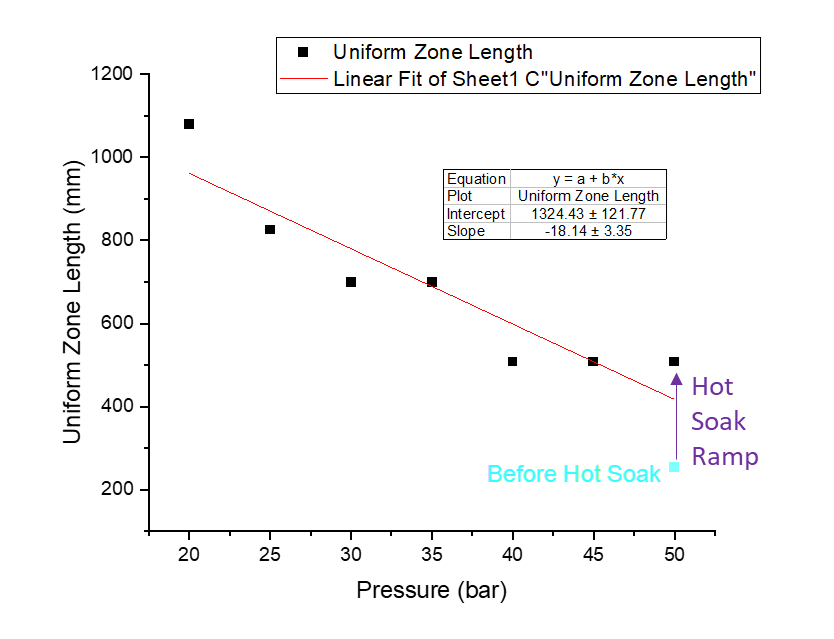 Uniform Zone Length
Linear Fit of Sheet1 C"Uniform Zone Length"
1200
1000
800
600
400
200
Uniform Zone Length (mm)
Equation y = a + b*x
Plot Uniform Zone Length
Intercept 1324.43 ± 121.77
Slope -18.14 ± 3.35
Hot
Soak
Ramp
Before Hot Soak
20 25 30 35 40 45 50
Pressure (bar)